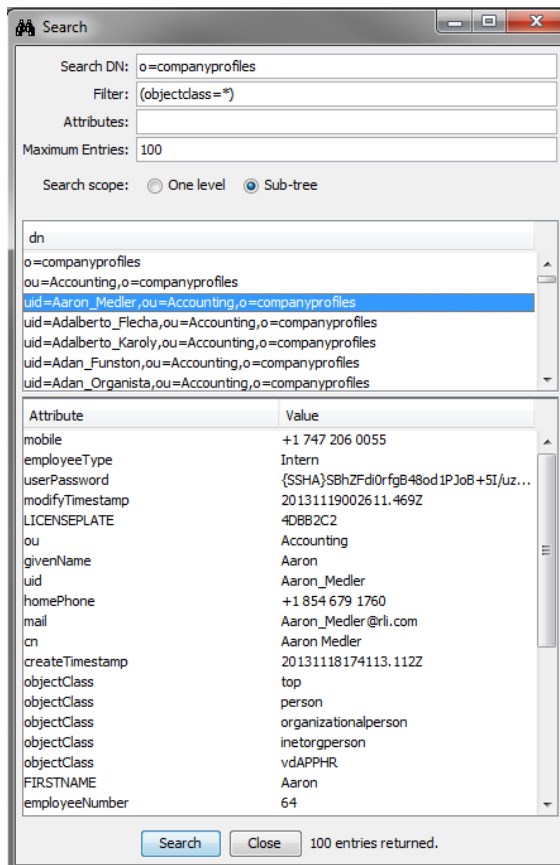 Search
Search DN: o=companyprofiles
Filter: (objectclass=*)
Attributes:
Maximum Entries: 100
Search scope: One level Sub-tree
dn
o=companyprofiles
ou=Accounting,o=companyprofiles
uid=Aaron_Medler,ou=Accounting,o=companyprofiles
uid=Adalberto_Flecha,ou=Accounting,o=companyprofiles
uid=Adalberto_Karoly,ou=Accounting,o=companyprofiles
uid=Adan_Funston,ou=Accounting,o=companyprofiles
uid=Adan_Organista,ou=Accounting,o=companyprofiles
Attribute Value
mobile +1 747 206 0055
employeeType Intern
userPassword {SSHA}SBhZFdi0rfgB48od1PJoB+5I/uz...
modifyTimestamp 20131119002611.469Z
LICENSEPLATE 4DBB2C2
ou Accounting
givenName Aaron
uid Aaron_Medler
homePhone +1 854 679 1760
mail Aaron_Medler@rli.com
cn Aaron Medler
createTimestamp 20131118174113.112Z
objectClass top
objectClass person
objectClass organizationalperson
objectClass inetorgperson
objectClass vdAPPHR
FIRSTNAME Aaron
employeeNumber 64
Search Close 100 entries returned.